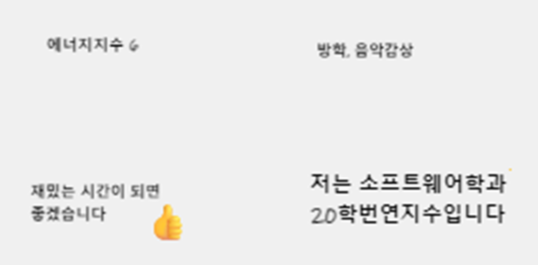 에너지지수 6
방학, 음악감상
재밌는 시간이 되면
좋겠습니다
저는 소프트웨어학과
20학번연지수입니다